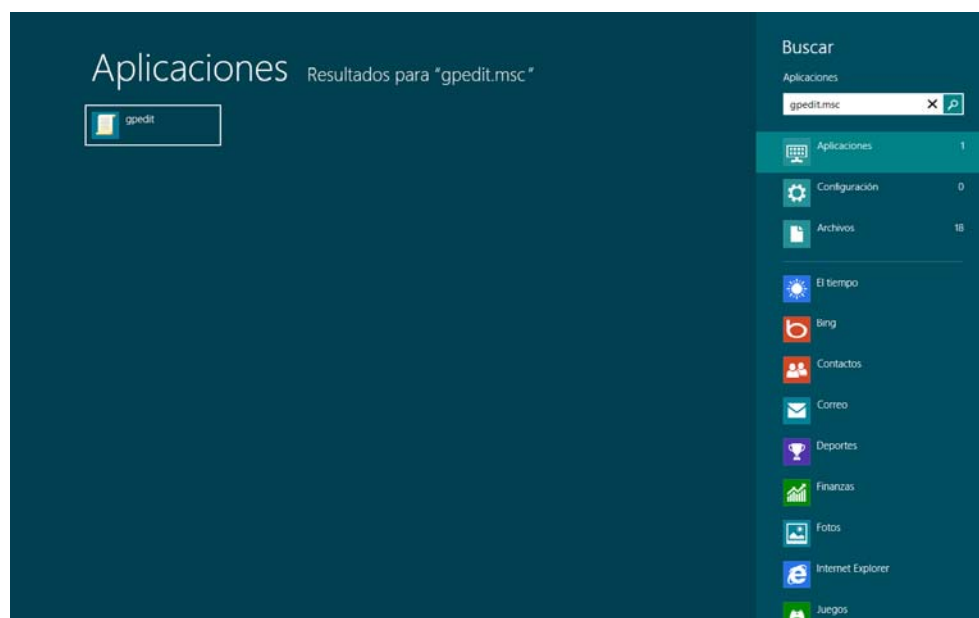 Aplicaciones Resultados para "gpedit.msc"
gpedit
Buscar
Aplicaciones
gpedit.msc
Aplicaciones 1
Configuración 0
Archivos 18
El tiempo
Bing
Contactos
Correo
Deportes
Finanzas
Fotos
Internet Explorer
Juegos